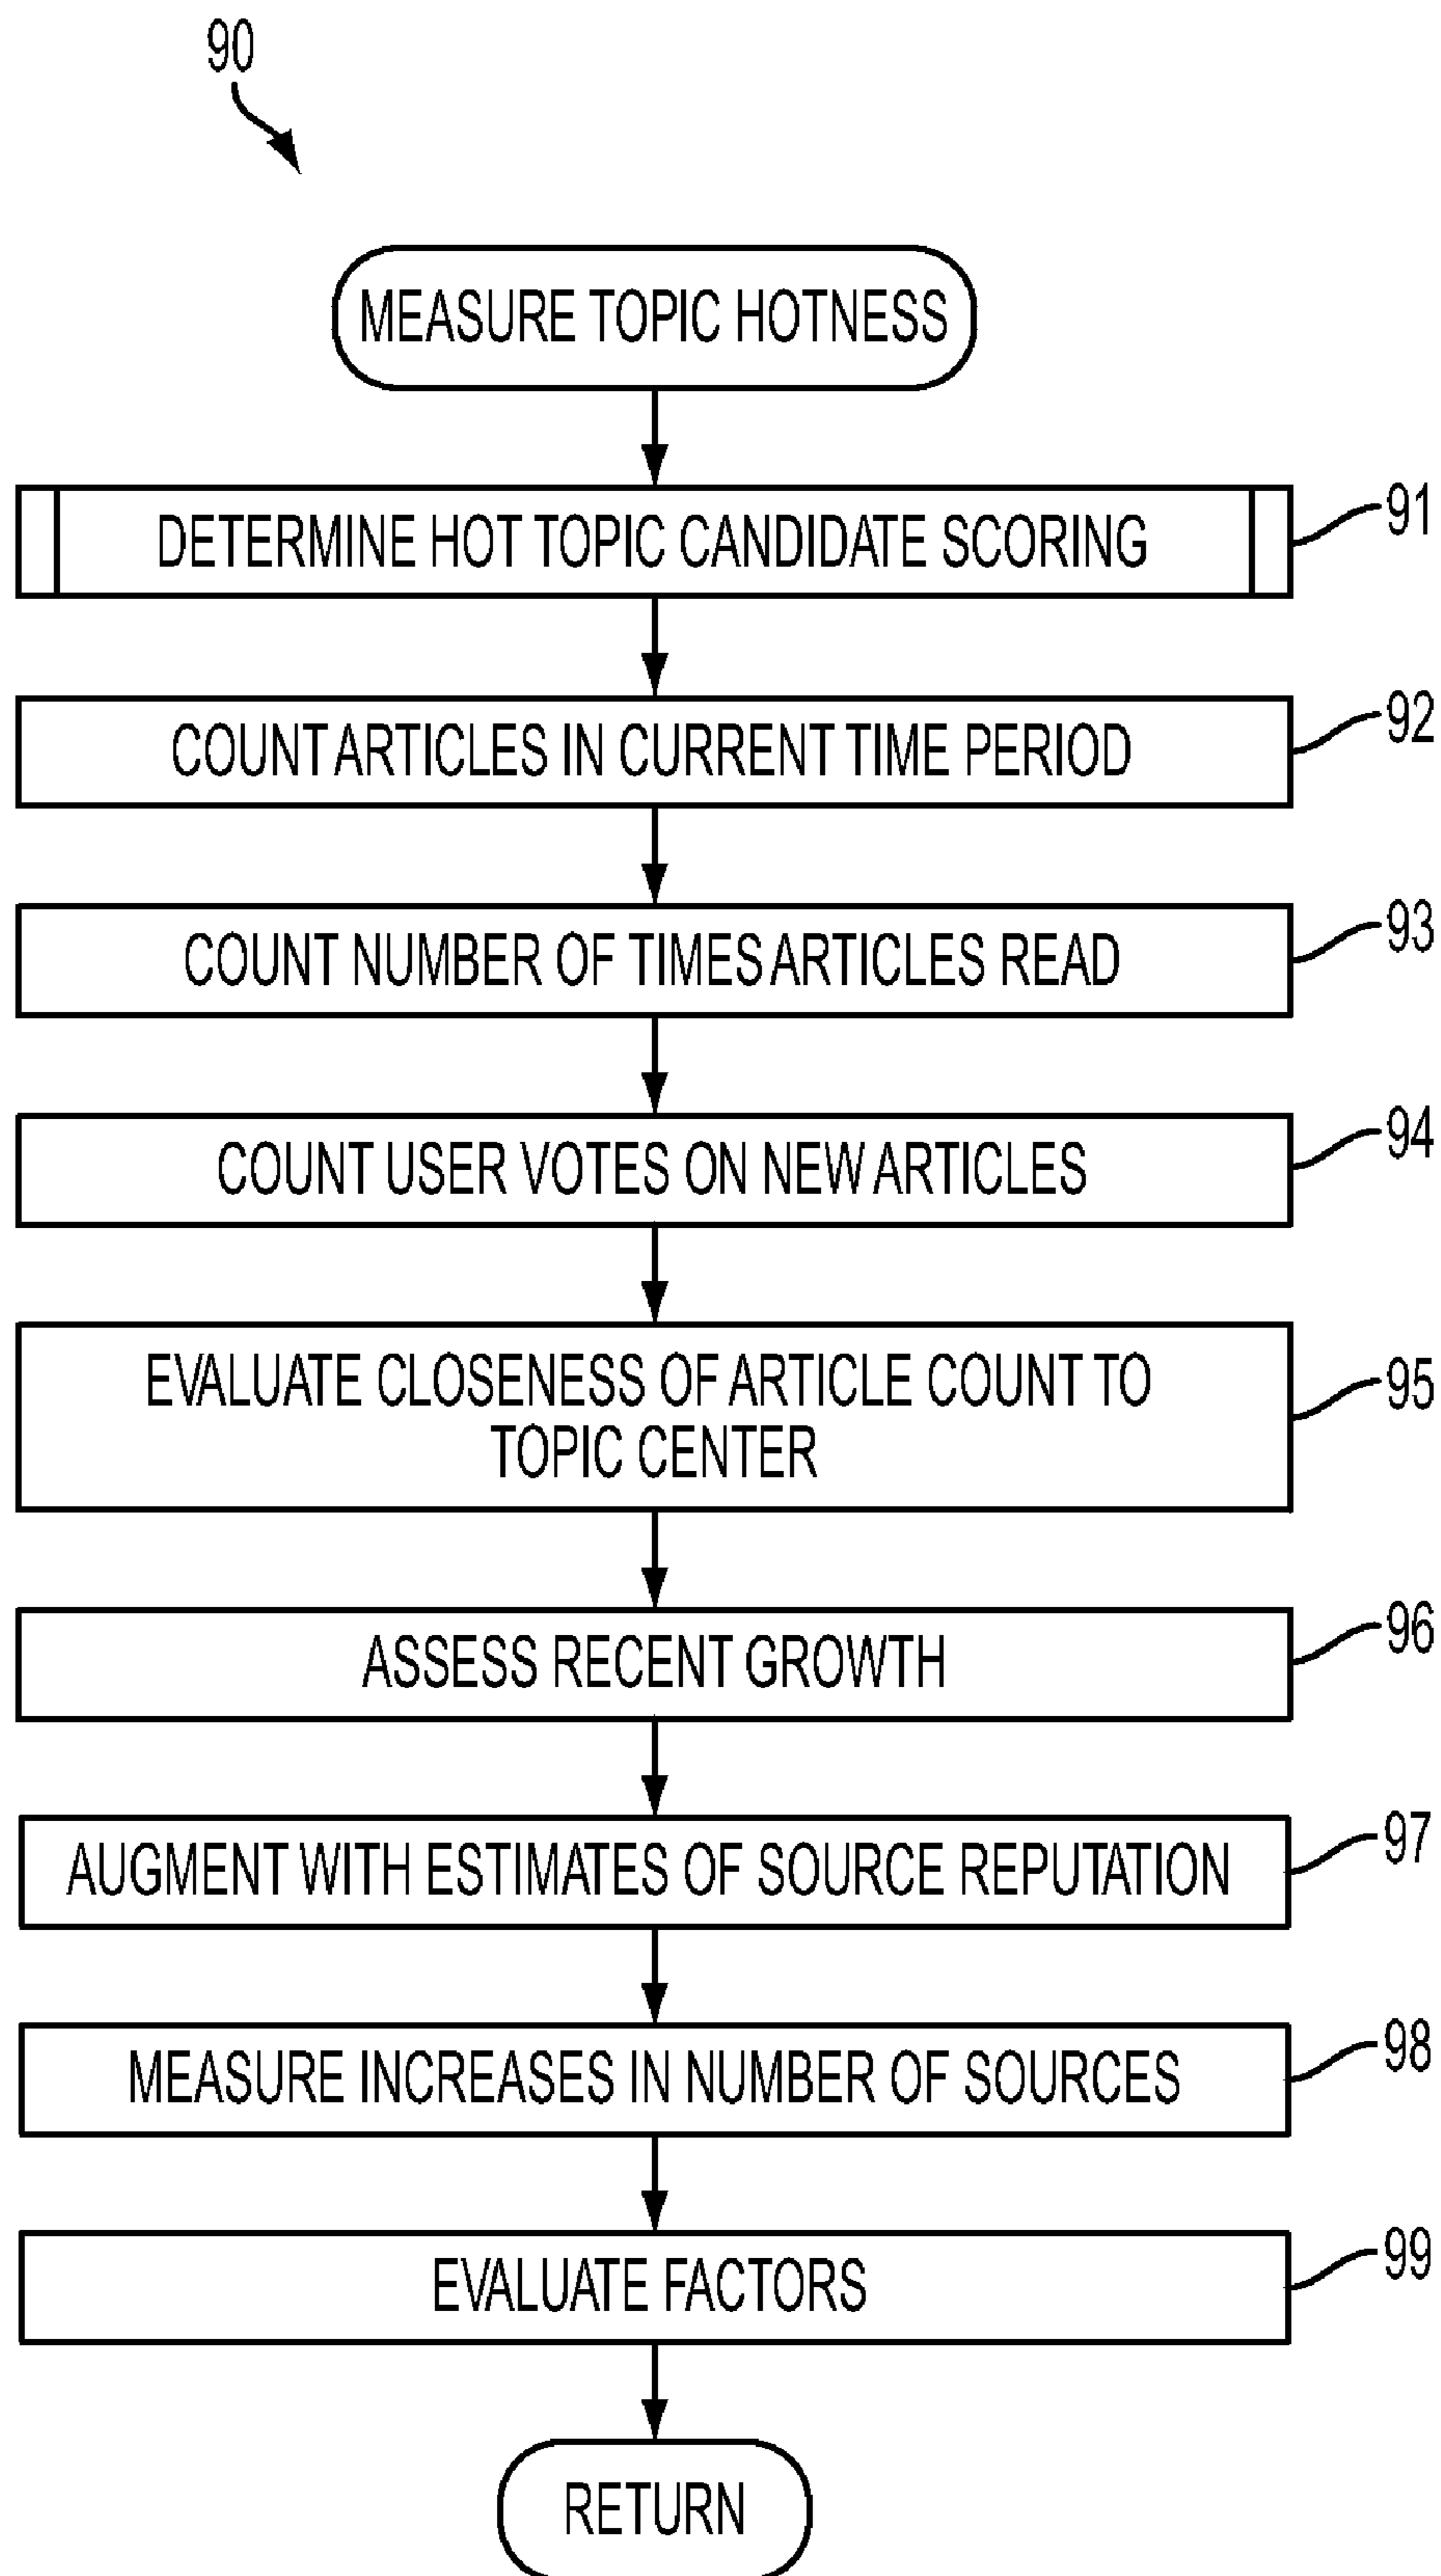 90
MEASURE TOPIC HOTNESS
DETERMINE HOT TOPIC CANDIDATE SCORING
91
COUNT ARTICLES IN CURRENT TIME PERIOD
92
COUNT NUMBER OF TIMES ARTICLES READ
93
COUNT USER VOTES ON NEW ARTICLES
94
EVALUATE CLOSENESS OF ARTICLE COUNT TO
TOPIC CENTER
95
ASSESS RECENT GROWTH
96
AUGMENT WITH ESTIMATES OF SOURCE REPUTATION
97
MEASURE INCREASES IN NUMBER OF SOURCES
98
EVALUATE FACTORS
99
RETURN